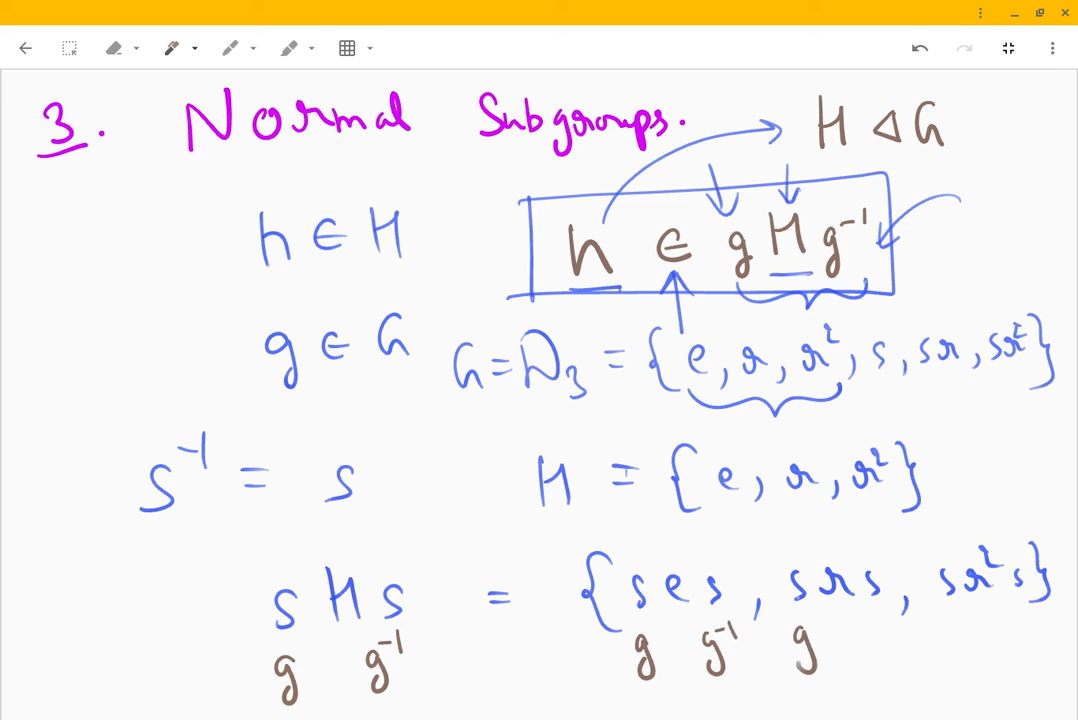 3. Normal Subgroups.
H ⊲ G
h ∈ H
h ∈ gHg⁻¹
g ∈ G
G = D₃ = {e, r, r², s, sr, sr²}
s⁻¹ = s
H = {e, r, r²}
sHs = {ses, srs, sr²s}
g g⁻¹ g g⁻¹ g